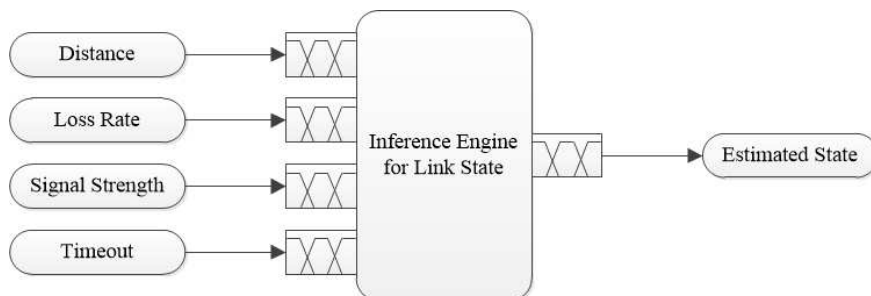 Distance
Loss Rate
Signal Strength
Timeout
Inference Engine
for Link State
Estimated State